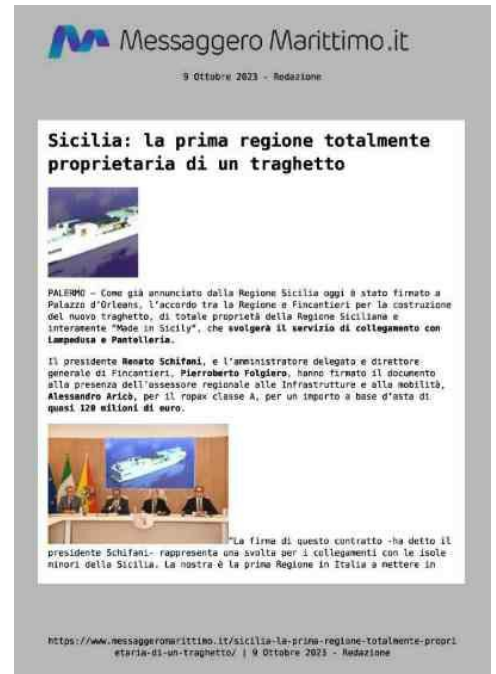 Messaggero Marittimo.it
9 Ottobre 2023 - Redazione
Sicilia: la prima regione totalmente
proprietaria di un traghetto
PALERMO – Come già annunciato dalla Regione Sicilia oggi è stato firmato a
Palazzo d'Orleans, l'accordo tra la Regione e Fincantieri per la costruzione
del nuovo traghetto, di totale proprietà della Regione Siciliana e
interamente "Made in Sicily", che svolgerà il servizio di collegamento con
Lampedusa e Pantelleria.
Il presidente Renato Schifani, e l'amministratore delegato e direttore
generale di Fincantieri, Pierroberto Folgiero, hanno firmato il documento
alla presenza dell'assessore regionale alle Infrastrutture e alla mobilità,
Alessandro Aricò, per il ropax classe A, per un importo a base d'asta di
quasi 120 milioni di euro.
"La firma di questo contratto -ha detto il
presidente Schifani- rappresenta una svolta per i collegamenti con le isole
minori della Sicilia. La nostra è la prima Regione in Italia a mettere in
https://www.messaggeromarittimo.it/sicilia-la-prima-regione-totalmente-propri
etaria-di-un-traghetto/ | 9 Ottobre 2023 - Redazione